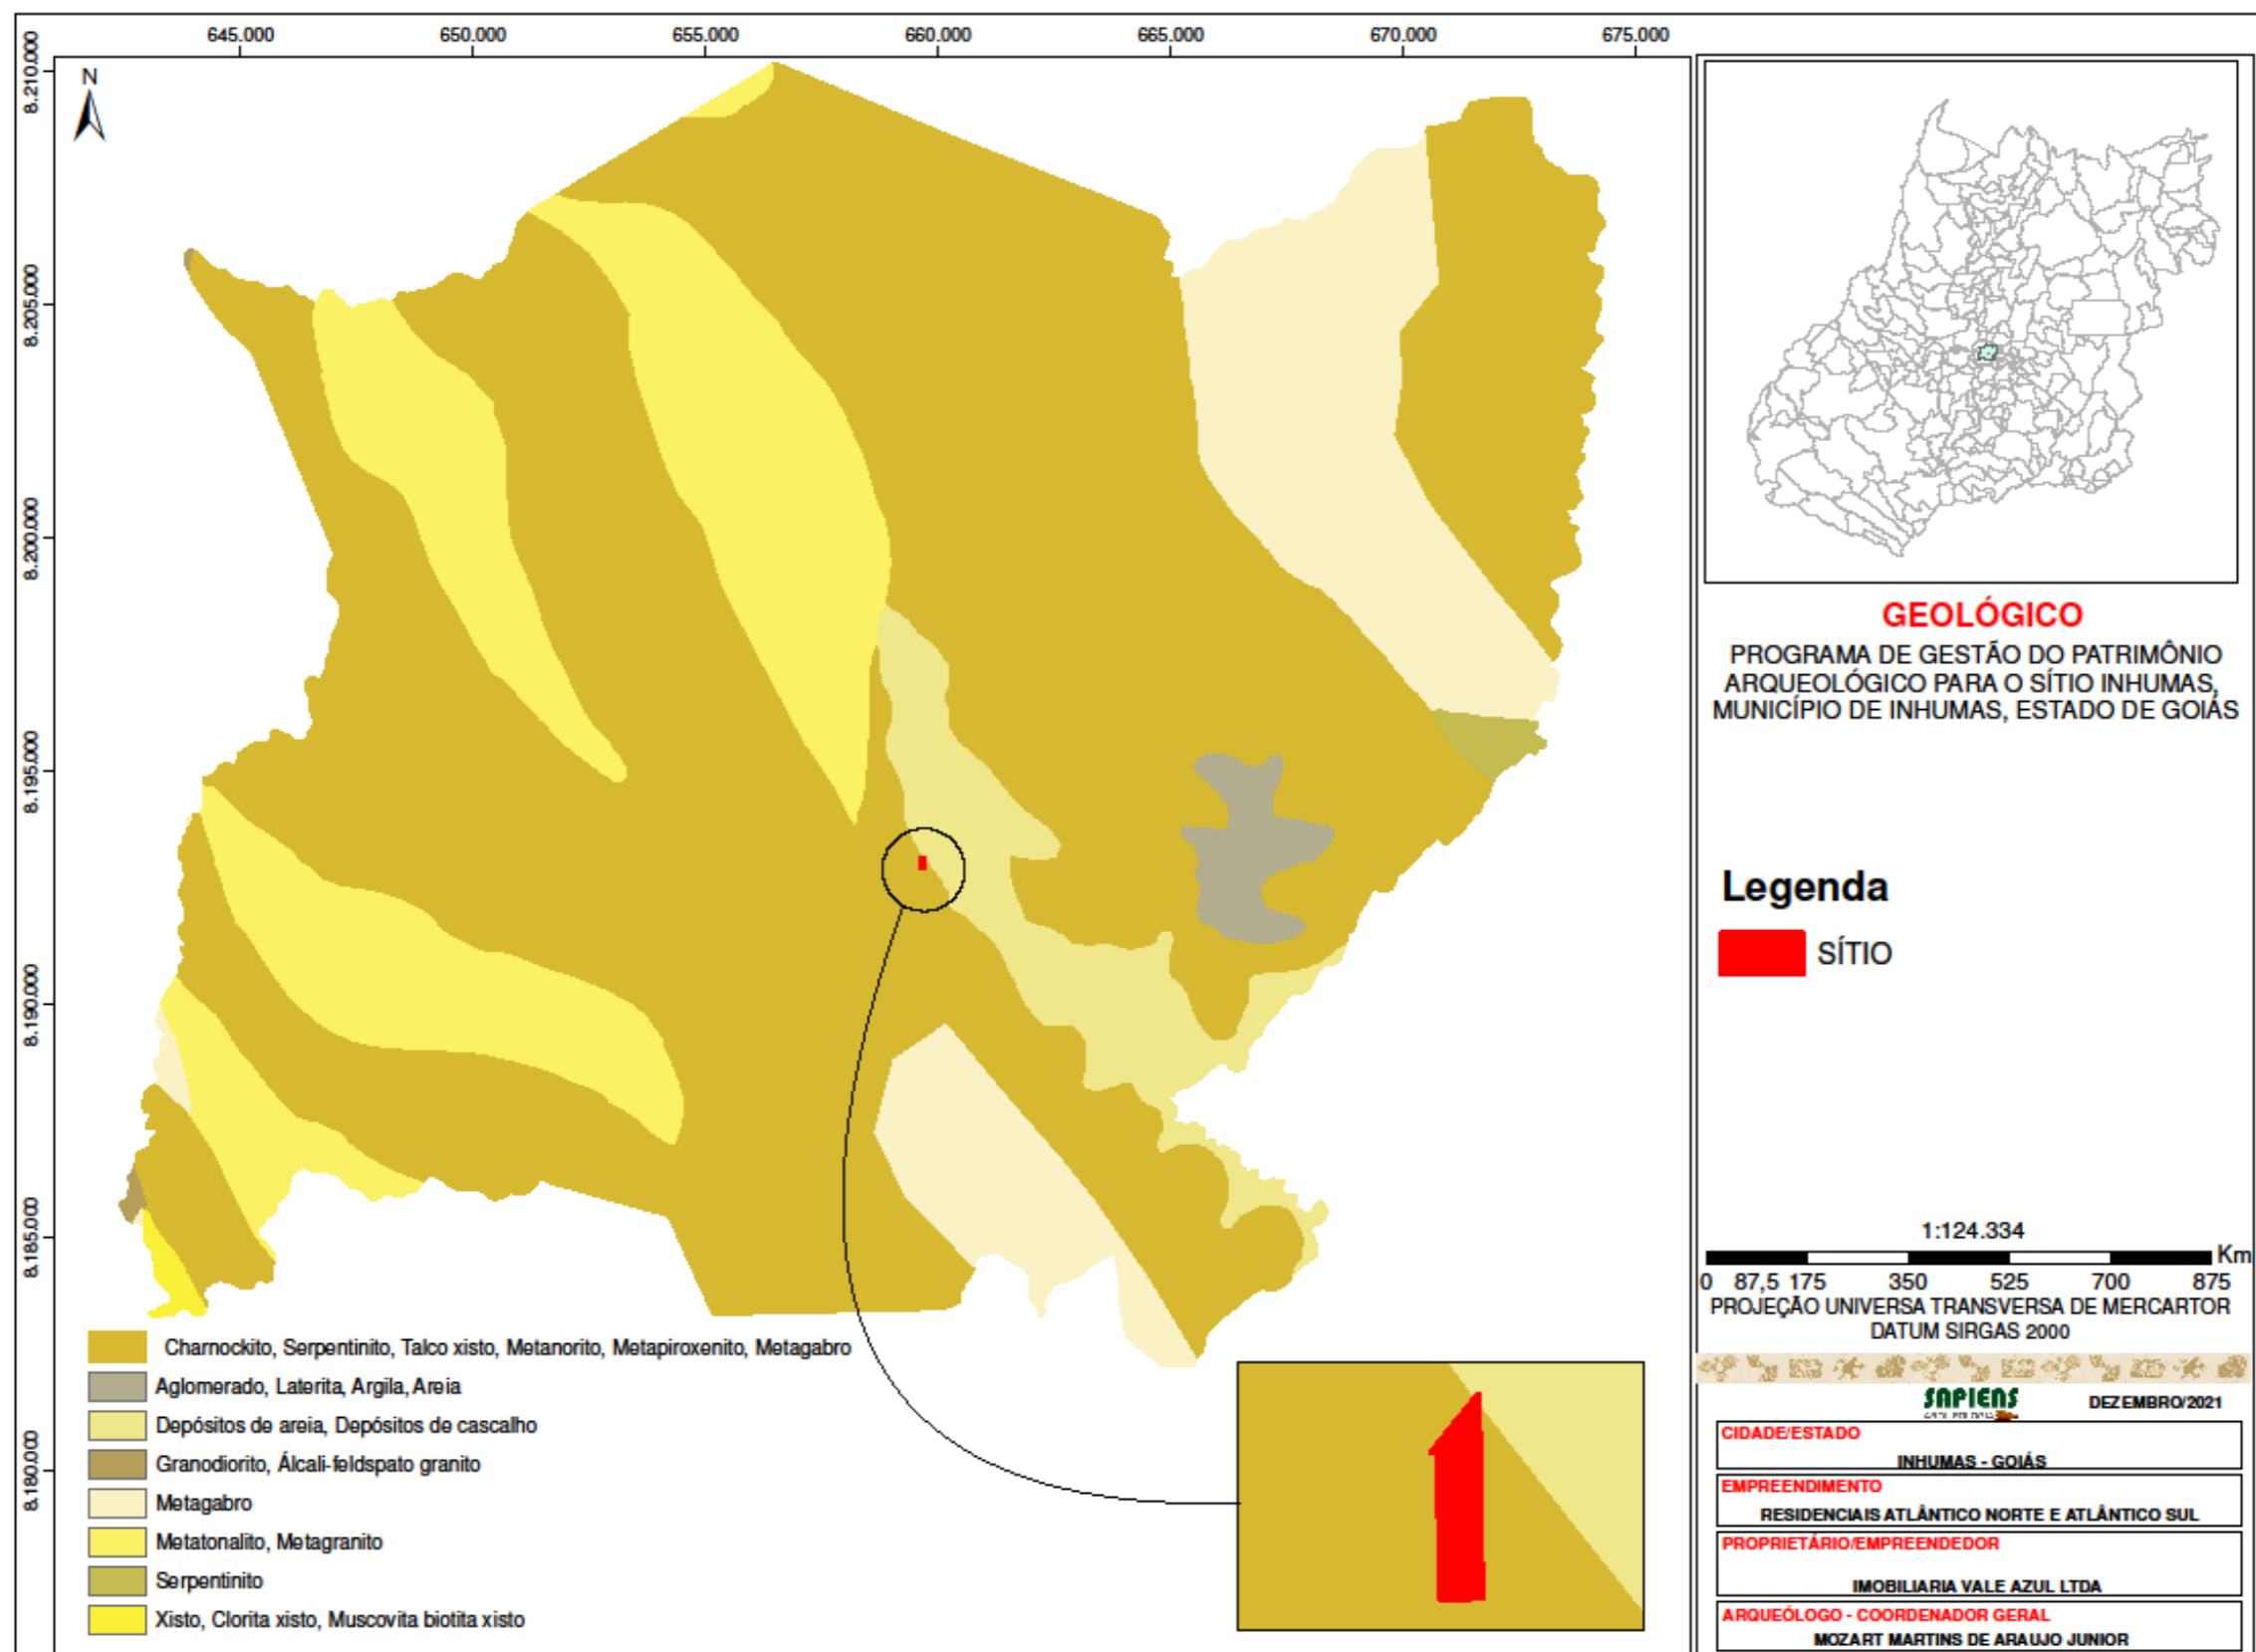 645.000 650.000 655.000 660.000 665.000 670.000 675.000
8.210.000
8.205.000
8.200.000
8.195.000
8.190.000
8.185.000
8.180.000
N
Charnockito, Serpentinito, Talco xisto, Metanorito, Metapiroxenito, Metagabro
Aglomerado, Laterita, Argila, Areia
Depósitos de areia, Depósitos de cascalho
Granodiorito, Álcali-feldspato granito
Metagabro
Metatonalito, Metagranito
Serpentinito
Xisto, Clorita xisto, Muscovita biotita xisto
GEOLÓGICO
PROGRAMA DE GESTÃO DO PATRIMÔNIO
ARQUEOLÓGICO PARA O SÍTIO INHUMAS,
MUNICÍPIO DE INHUMAS, ESTADO DE GOIÁS
Legenda
SÍTIO
1:124.334
Km
0 87,5 175 350 525 700 875
PROJEÇÃO UNIVERSA TRANSVERSA DE MERCARTOR
DATUM SIRGAS 2000
SAPIENS
DEZEMBRO/2021
CIDADE/ESTADO
INHUMAS - GOIÁS
EMPREENDIMENTO
RESIDENCIAIS ATLÂNTICO NORTE E ATLÂNTICO SUL
PROPRIETÁRIO/EMPREENDEDOR
IMOBILIARIA VALE AZUL LTDA
ARQUEÓLOGO - COORDENADOR GERAL
MOZART MARTINS DE ARAUJO JUNIOR